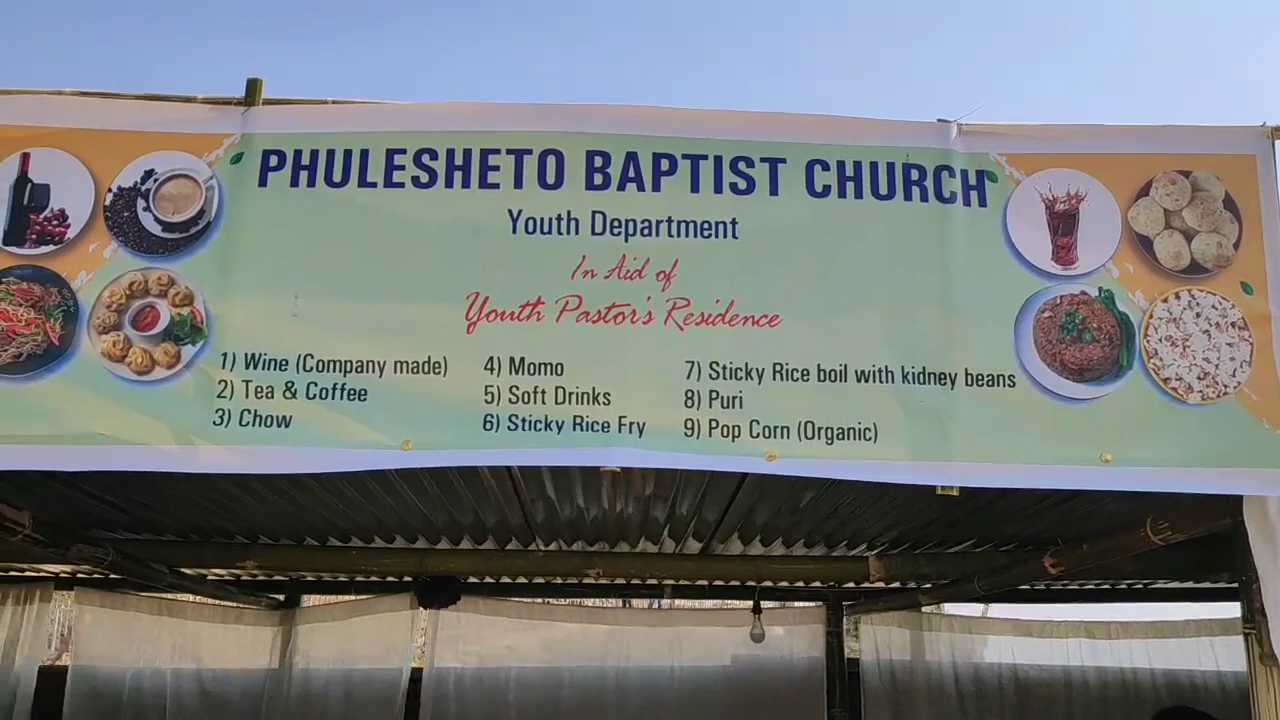 PHULESHETO BAPTIST CHURCH
Youth Department
In Aid of
Youth Pastor's Residence
1) Wine (Company made)
2) Tea & Coffee
3) Chow
4) Momo
5) Soft Drinks
6) Sticky Rice Fry
7) Sticky Rice boil with kidney beans
8) Puri
9) Pop Corn (Organic)